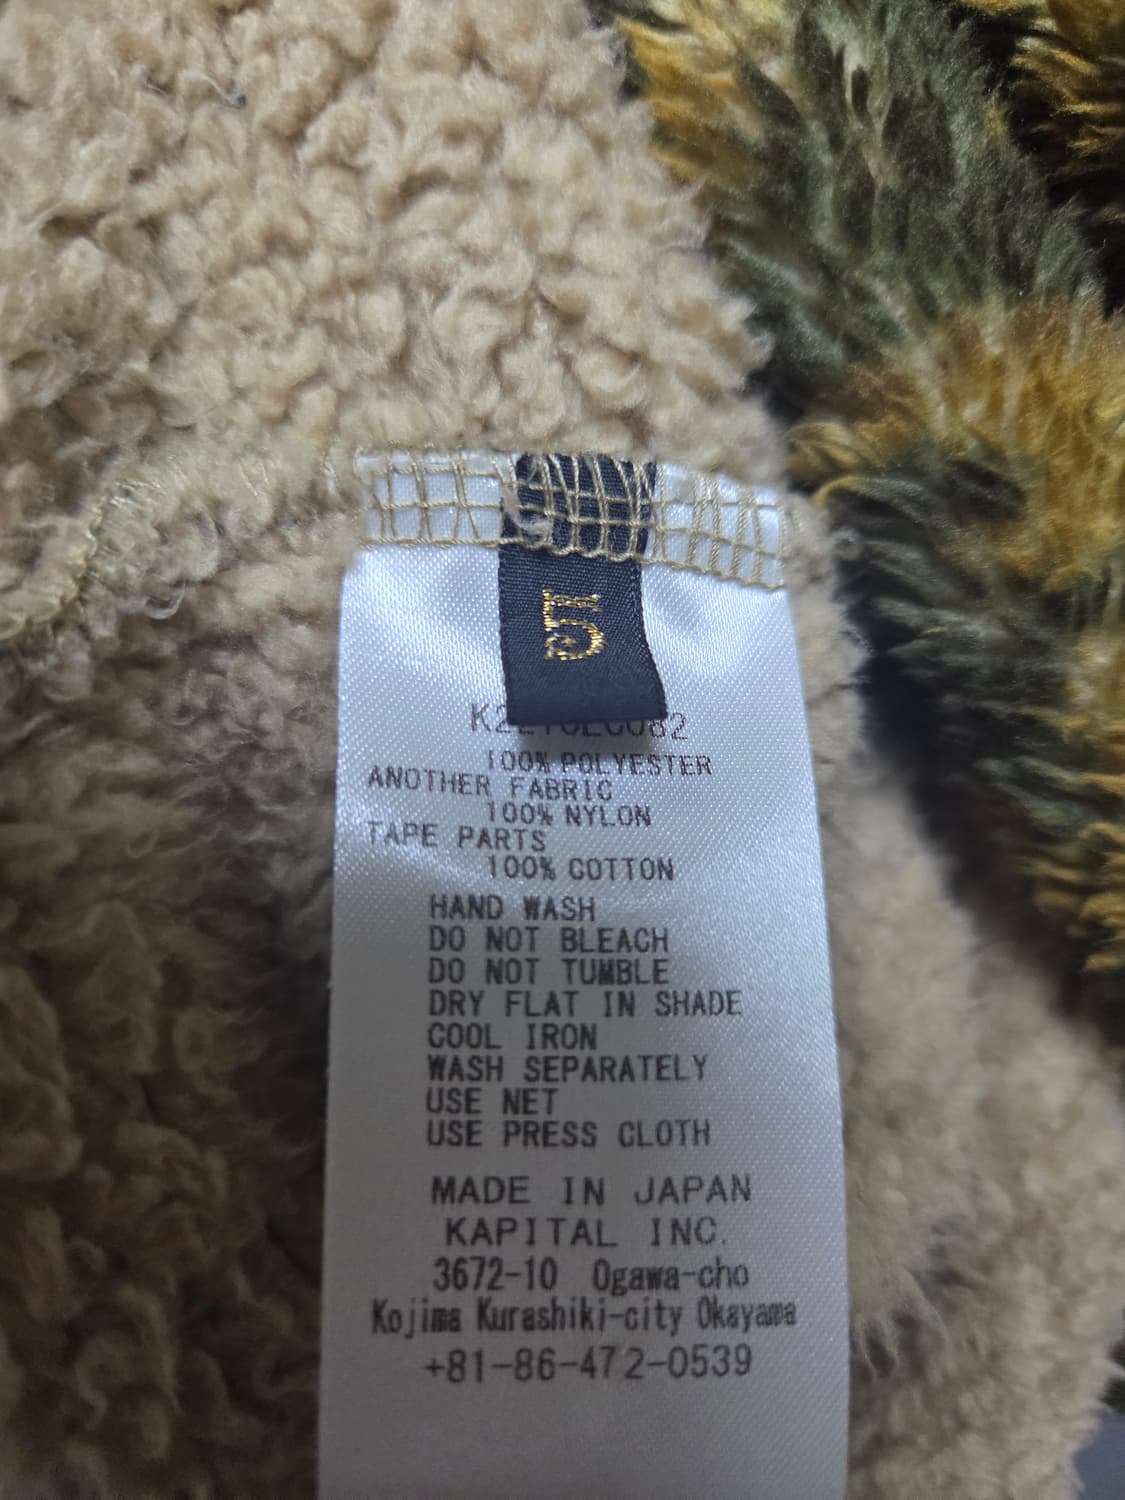 5
100% POLYESTER
ANOTHER FABRIC
100% NYLON
TAPE PARTS
100% COTTON
HAND WASH
DO NOT BLEACH
DO NOT TUMBLE
DRY FLAT IN SHADE
COOL IRON
WASH SEPARATELY
USE NET
USE PRESS CLOTH
MADE IN JAPAN
KAPITAL INC.
3672-10 Ogawa-cho
Kojima Kurashiki-city Okayama
+81-86-472-0539